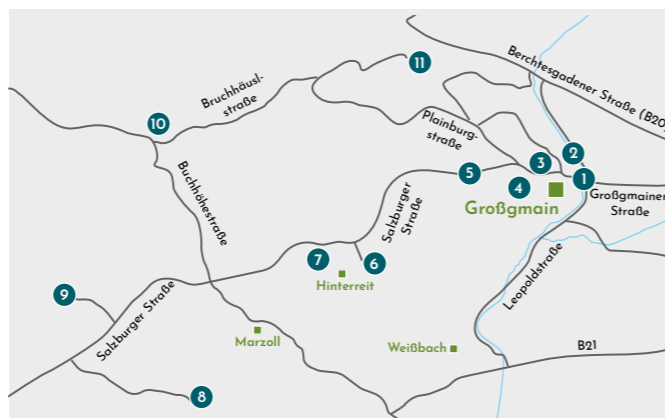 11
Berchtesgadener Straße (B20)
Bruchhäusl-
straße
10
Plainburg-
straße
2
3
1
5
4
Großgmain
Großgmainer
Straße
Buchhöhestraße
Salzburger
Straße
Leopoldstraße
7
6
Hinterreit
9
Salzburger Straße
Marzoll
Weißbach
B21
8